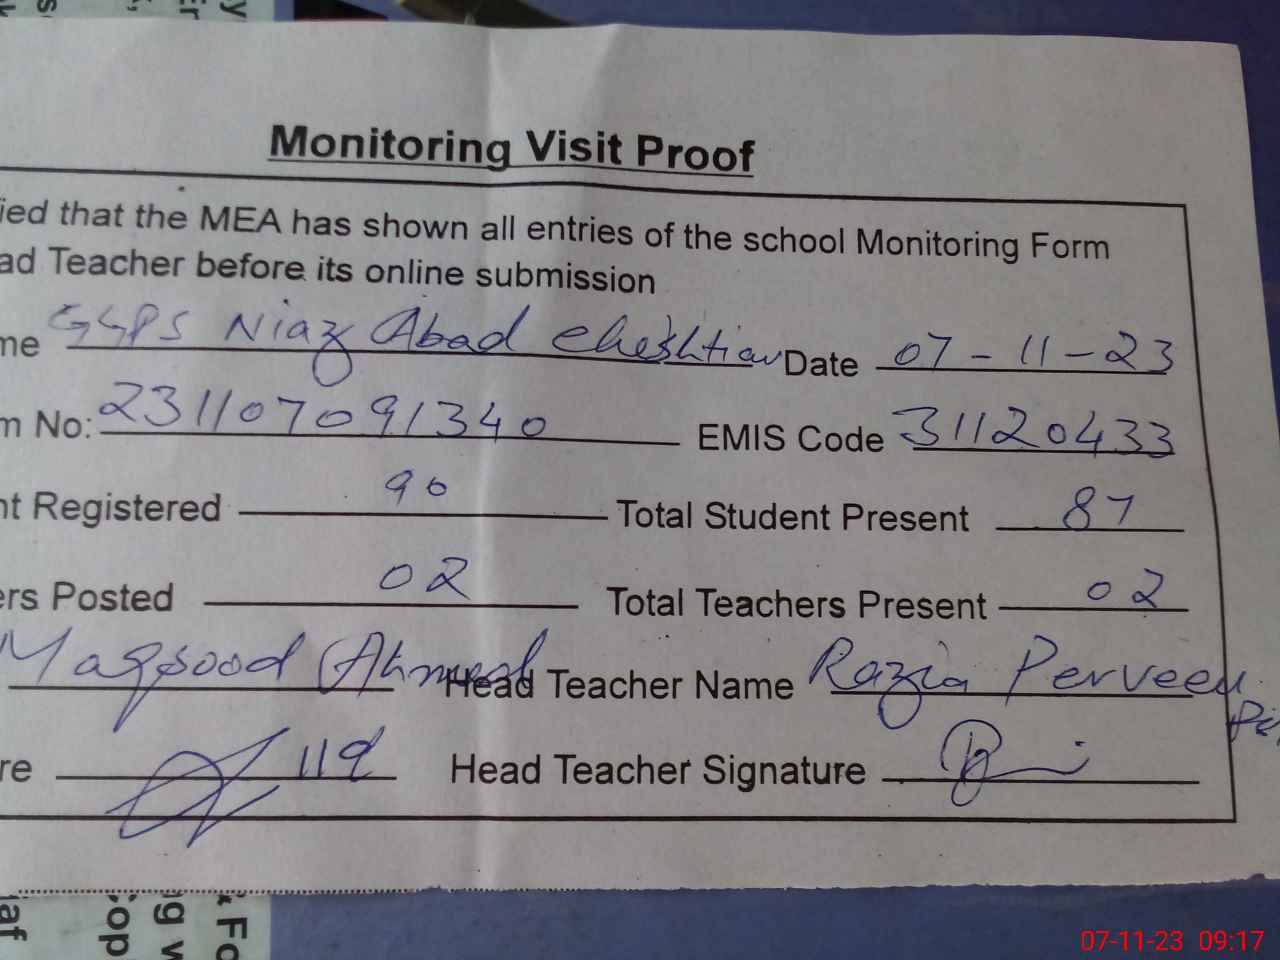 Monitoring Visit Proof
ied that the MEA has shown all entries of the school Monitoring Form
ad Teacher before its online submission
me GGPS Niaz Abad Cheshtian Date 07-11-23
m No: 231107091340 EMIS Code 31120433
nt Registered 90 Total Student Present 87
ers Posted 02 Total Teachers Present 02
Maqsood Ahmed Head Teacher Name Razia Perveen
re 119 Head Teacher Signature
07-11-23 09:17